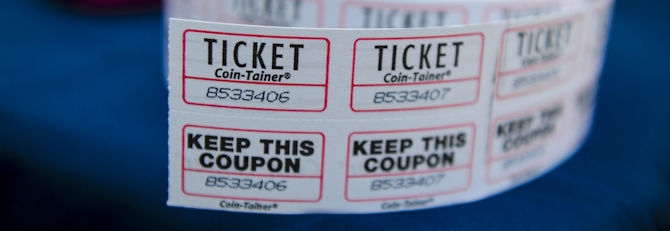 TICKET
Coin-Tainer®
8533406
KEEP THIS
COUPON
8533406
Coin-Tainer®
TICKET
Coin-Tainer®
8533407
KEEP THIS
COUPON
8533407
Coin-Tainer
TICKET
KEEP THIS
COUPON